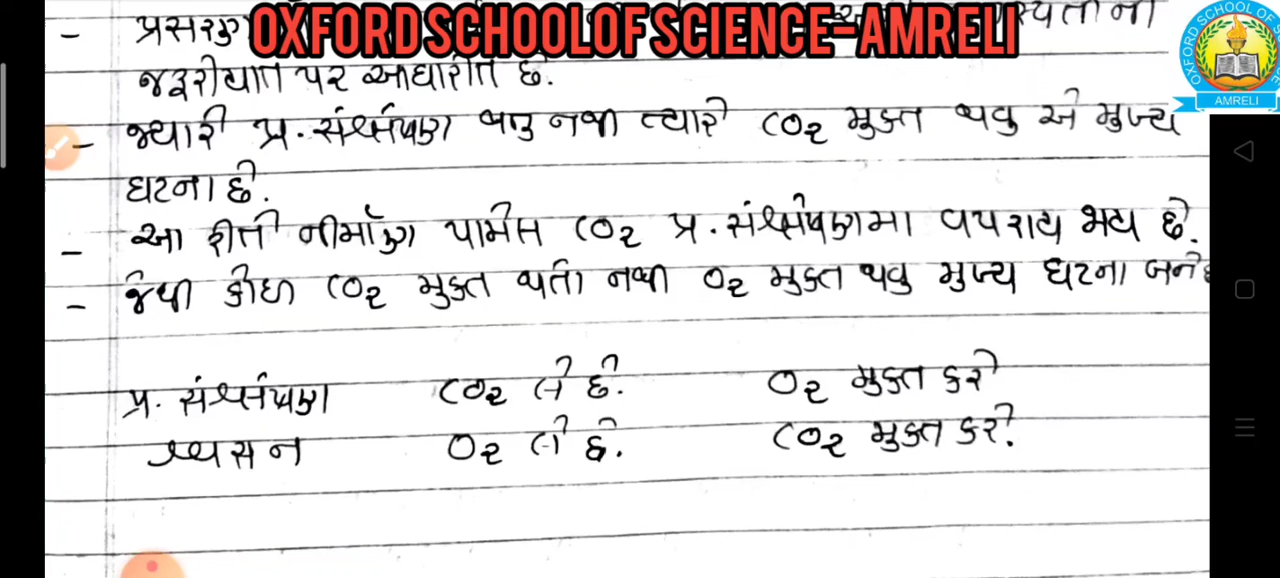 OXFORD SCHOOL OF SCIENCE-AMRELI
OXFORD SCHOOL OF
AMRELI
- પ્રસરણ
જરૂરીયાત પર આધારીત છે.
- જ્યારે પ્ર.સંશ્લેષણ થતુ નથી ત્યારે CO2 મુક્ત થવુ એ મુખ્ય
ઘટના છે.
- આ રીતે નીર્માણ પામેલ CO2 પ્ર.સંશ્લેષણમા વપરાય જાય છે.
- જેથી કોઇ CO2 મુક્ત થતો નથી O2 મુક્ત થવુ મુખ્ય ઘટના બને છે
પ્ર. સંશ્લેષણ CO2 લે છે. O2 મુક્ત કરે
શ્વસન O2 લે છે. CO2 મુક્ત કરે.